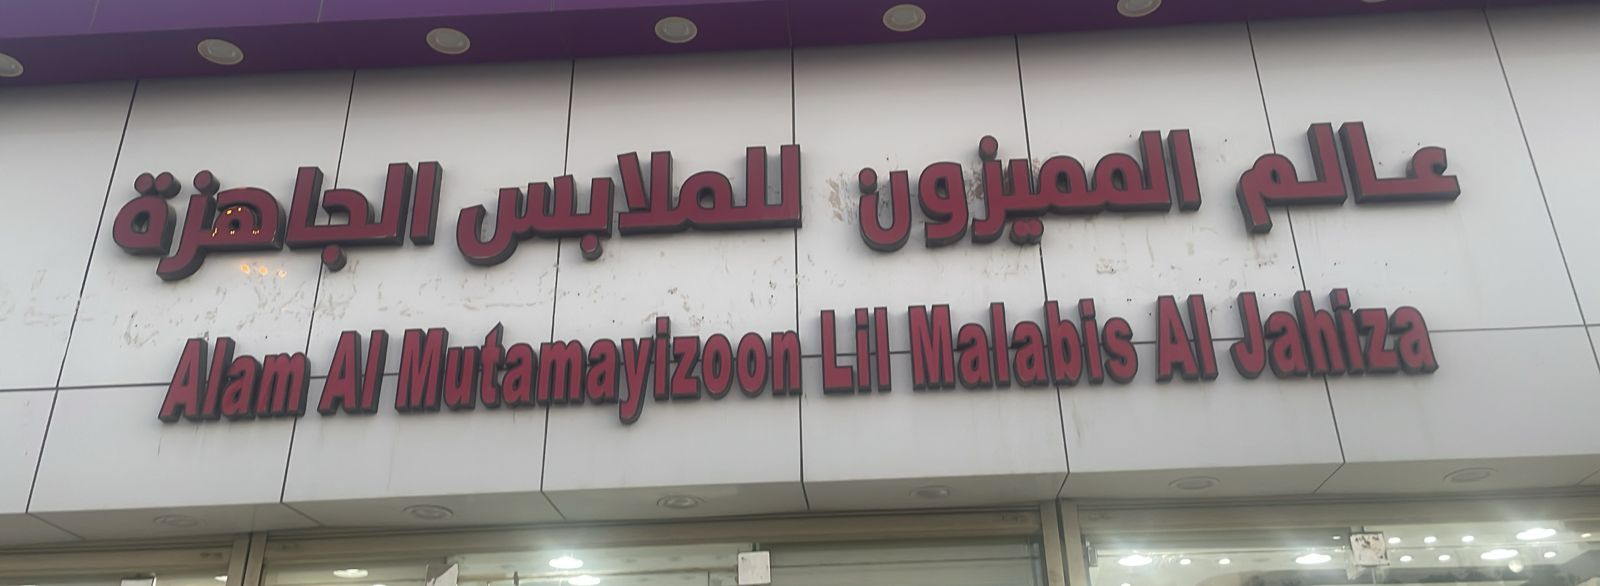 عالم المميزون للملابس الجاهزة
Alam Al Mutamayizoon Lil Malabis Al Jahiza